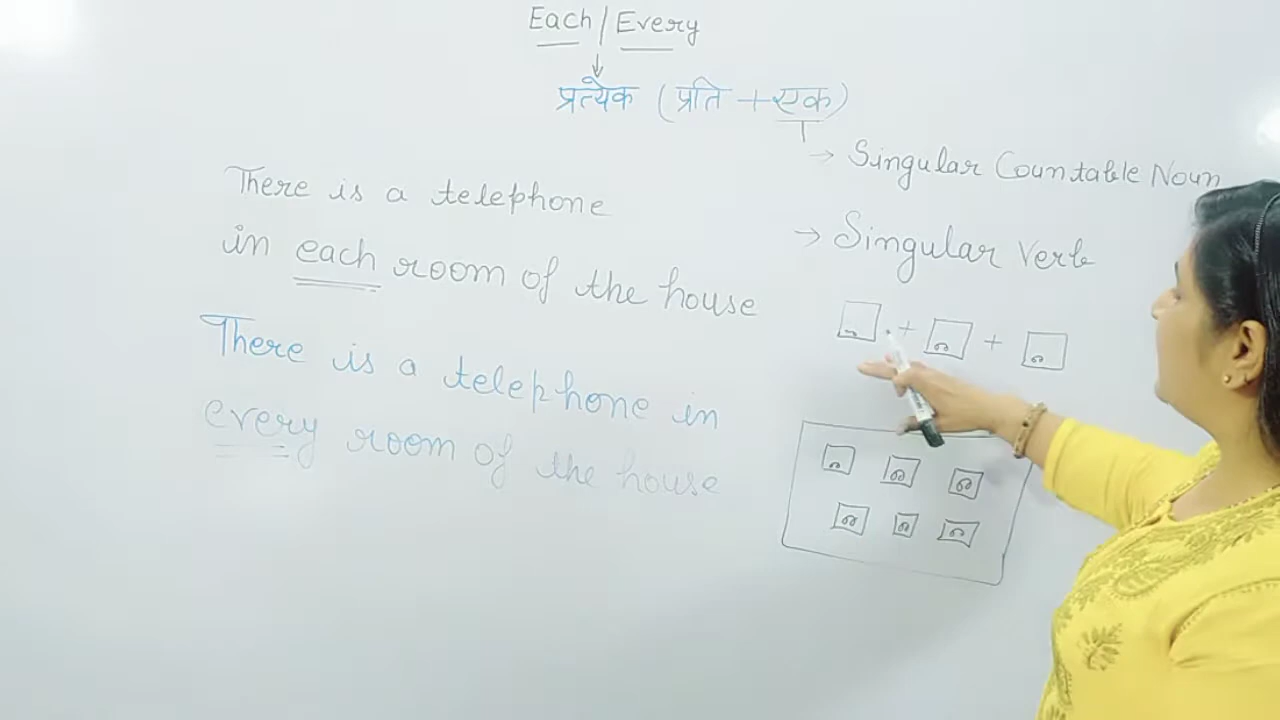 Each/Every
प्रत्येक (प्रति + एक)
→ Singular Countable Noun
→ Singular Verb
There is a telephone
in each room of the house
There is a telephone in
every room of the house